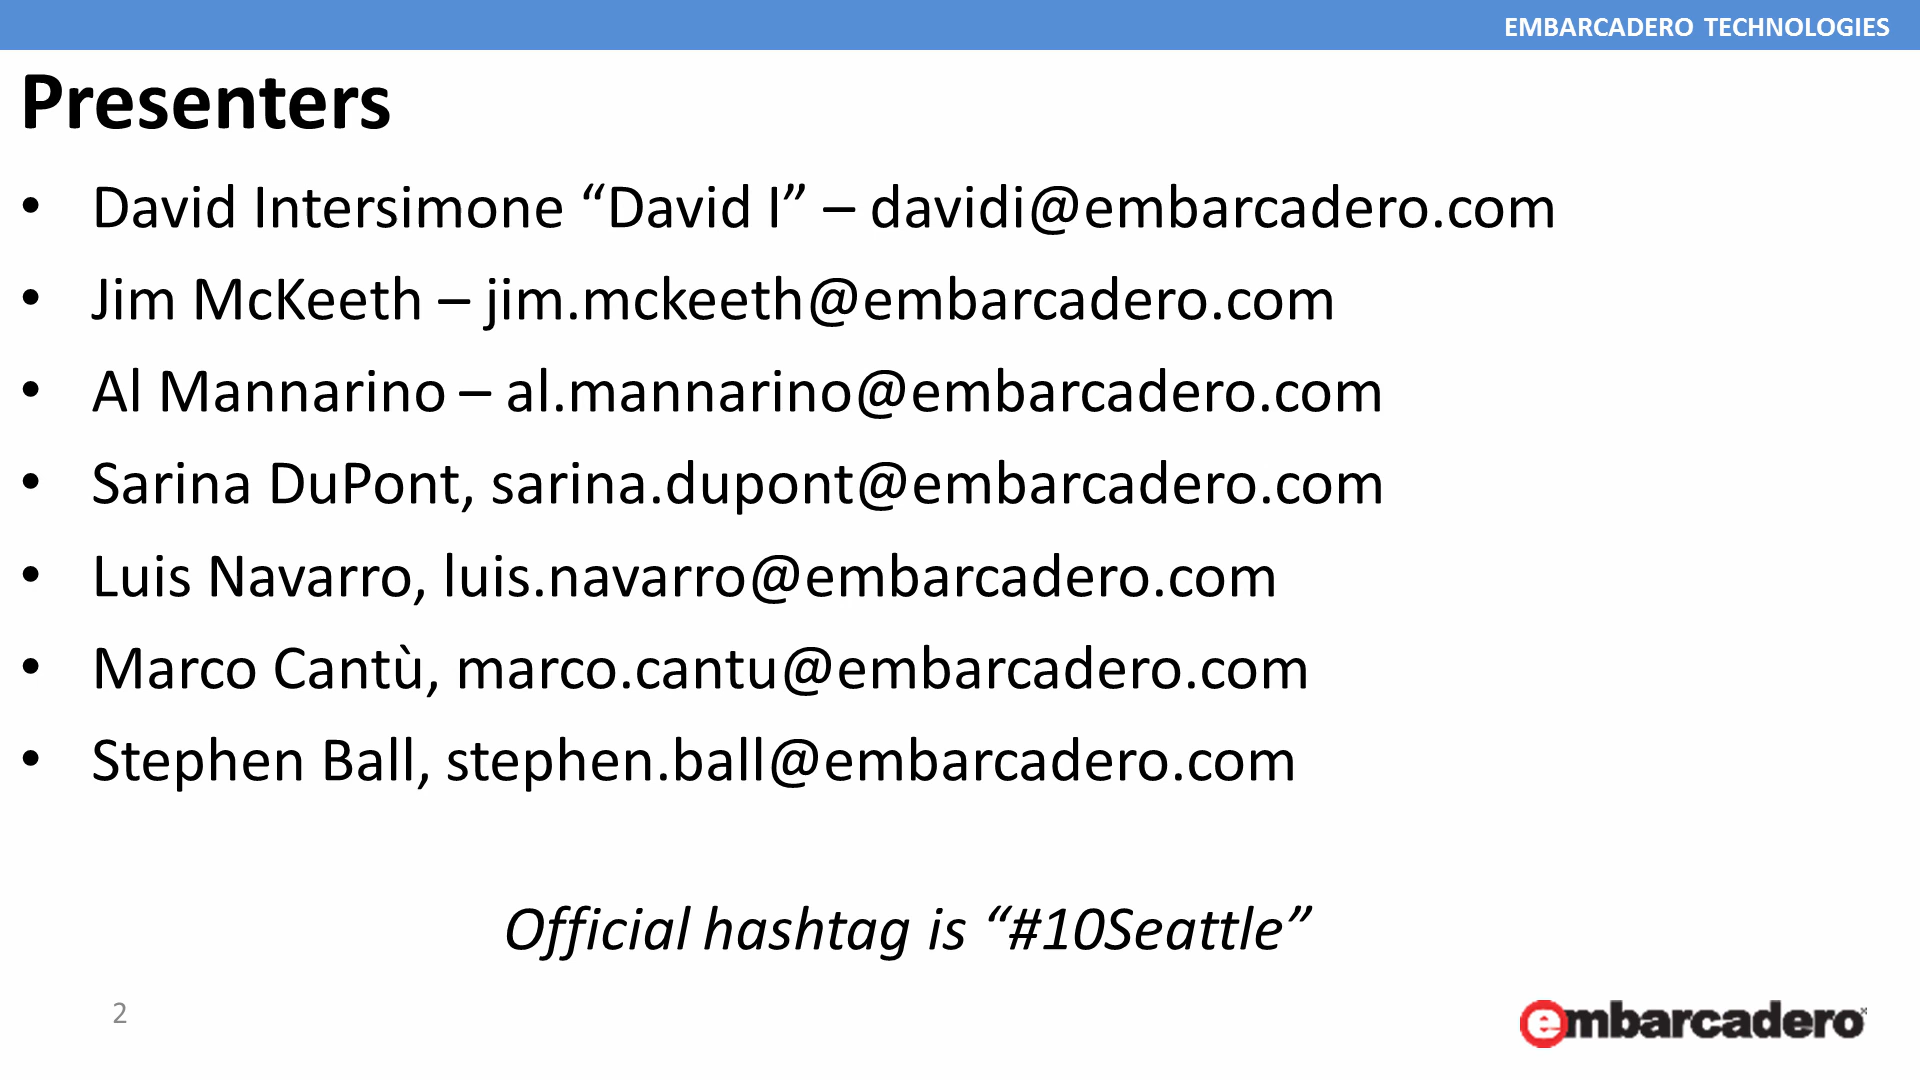 EMBARCADERO TECHNOLOGIES
Presenters
• David Intersimone “David I” – davidi@embarcadero.com
• Jim McKeeth – jim.mckeeth@embarcadero.com
• Al Mannarino – al.mannarino@embarcadero.com
• Sarina DuPont, sarina.dupont@embarcadero.com
• Luis Navarro, luis.navarro@embarcadero.com
• Marco Cantù, marco.cantu@embarcadero.com
• Stephen Ball, stephen.ball@embarcadero.com
Official hashtag is “#10Seattle”
2
embarcadero